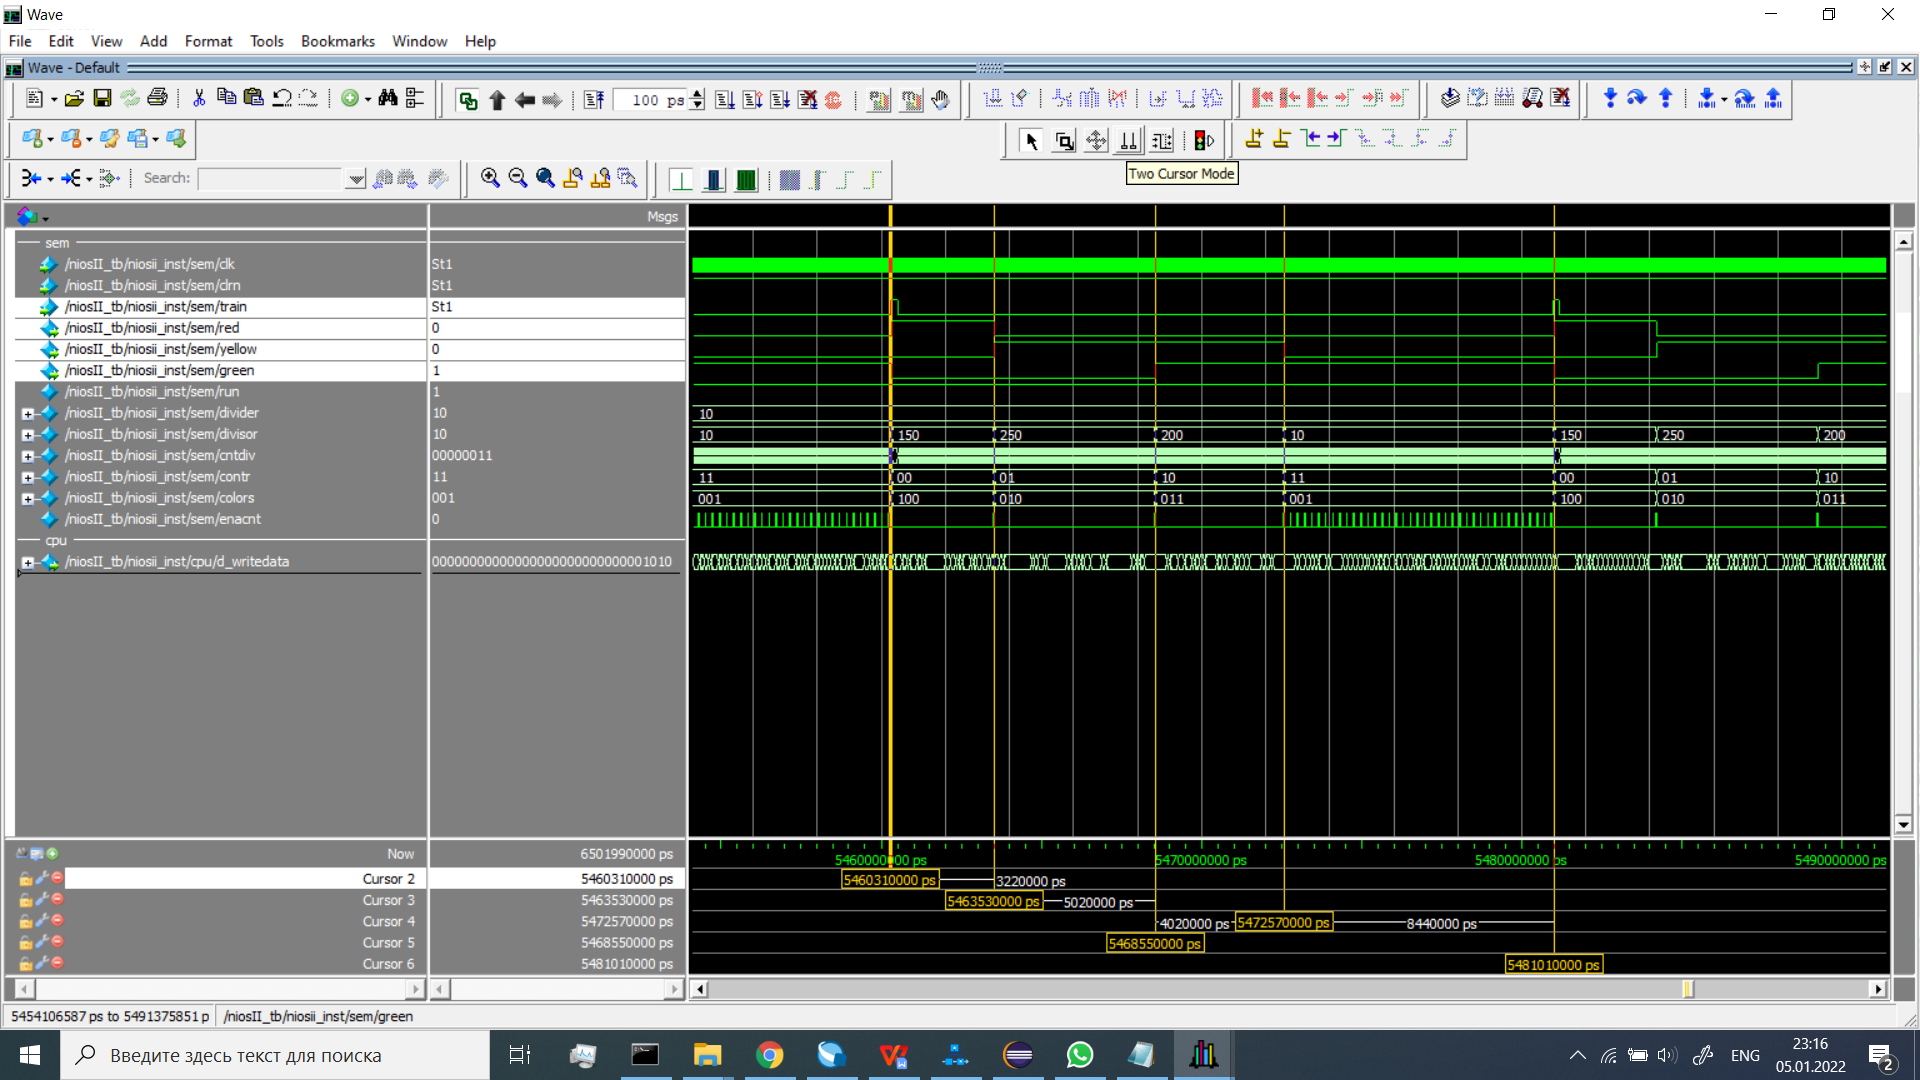 Wave
File Edit View Add Format Tools Bookmarks Window Help
Wave - Default
100 ps
Two Cursor Mode
Search:
Msgs
sem
/niosII_tb/niosii_inst/sem/clk St1
/niosII_tb/niosii_inst/sem/clrn St1
/niosII_tb/niosii_inst/sem/train St1
/niosII_tb/niosii_inst/sem/red 0
/niosII_tb/niosii_inst/sem/yellow 0
/niosII_tb/niosii_inst/sem/green 1
/niosII_tb/niosii_inst/sem/run 1
/niosII_tb/niosii_inst/sem/divider 10 10
/niosII_tb/niosii_inst/sem/divisor 10 10 150 250 200 10 150 250 200
/niosII_tb/niosii_inst/sem/cntdiv 00000011
/niosII_tb/niosii_inst/sem/contr 11 11 00 01 10 11 00 01 10
/niosII_tb/niosii_inst/sem/colors 001 001 100 010 011 001 100 010 011
/niosII_tb/niosii_inst/sem/enacnt 0
cpu
/niosII_tb/niosii_inst/cpu/d_writedata 00000000000000000000000000001010
Now 6501990000 ps 5460000000 ps 5470000000 ps 5480000000 ps 5490000000 ps
Cursor 2 5460310000 ps 5460310000 ps 3220000 ps
Cursor 3 5463530000 ps 5463530000 ps 5020000 ps
Cursor 4 5472570000 ps 4020000 ps 5472570000 ps 8440000 ps
Cursor 5 5468550000 ps 5468550000 ps
Cursor 6 5481010000 ps 5481010000 ps
5454106587 ps to 5491375851 p /niosII_tb/niosii_inst/sem/green
Введите здесь текст для поиска
ENG
23:16
05.01.2022
2